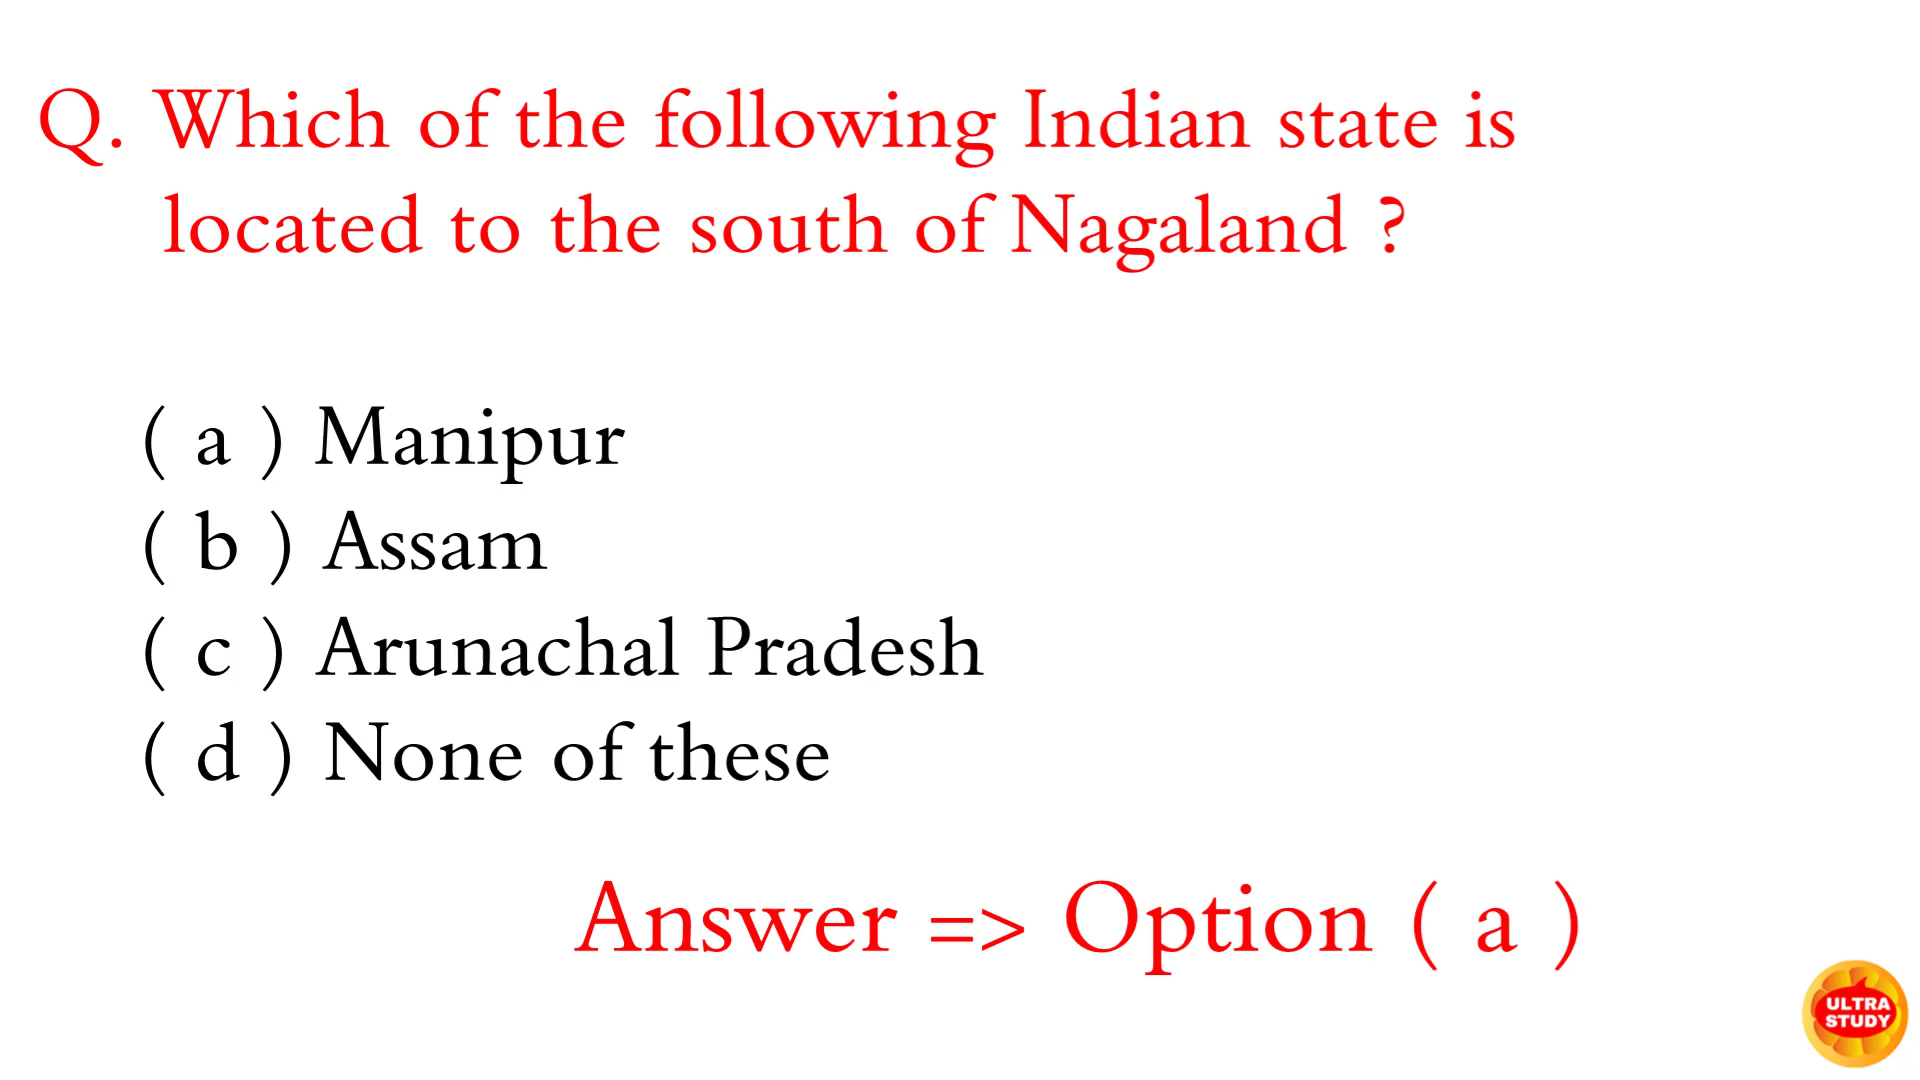 Q. Which of the following Indian state is
located to the south of Nagaland ?
( a ) Manipur
( b ) Assam
( c ) Arunachal Pradesh
( d ) None of these
Answer => Option ( a )
ULTRA
STUDY